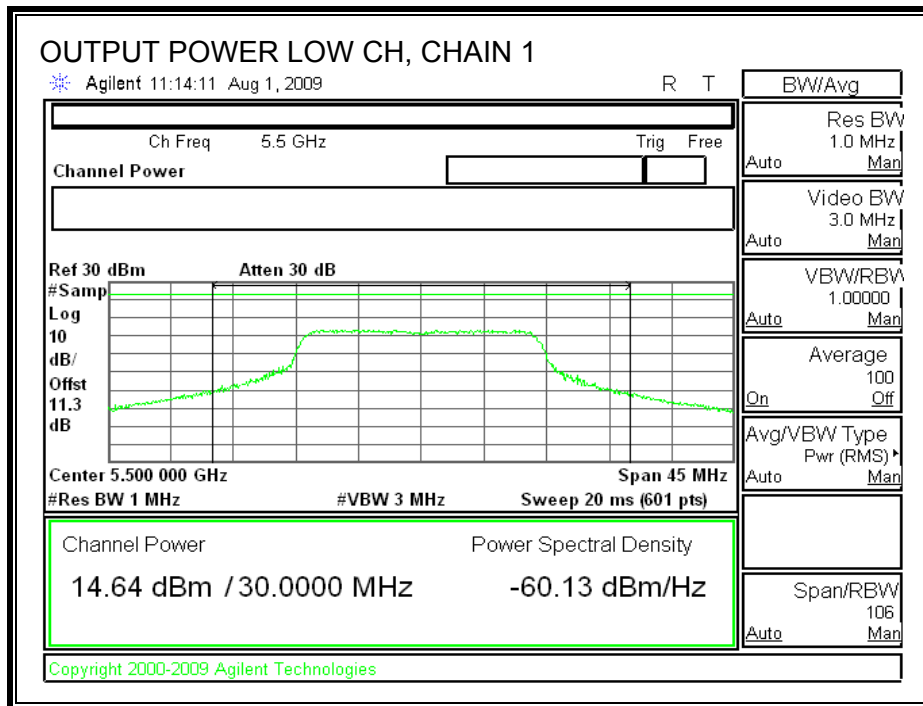 OUTPUT POWER LOW CH, CHAIN 1
Agilent 11:14:11 Aug 1, 2009 R T
Ch Freq 5.5 GHz Trig Free
Channel Power
Ref 30 dBm Atten 30 dB
#Samp
Log
10
dB/
Offst
11.3
dB
Center 5.500 000 GHz Span 45 MHz
#Res BW 1 MHz #VBW 3 MHz Sweep 20 ms (601 pts)
Channel Power Power Spectral Density
14.64 dBm / 30.0000 MHz -60.13 dBm/Hz
Copyright 2000-2009 Agilent Technologies
BW/Avg
Res BW
1.0 MHz
Auto Man
Video BW
3.0 MHz
Auto Man
VBW/RBW
1.00000
Auto Man
Average
100
On Off
Avg/VBW Type
Pwr (RMS)
Auto Man
Span/RBW
106
Auto Man